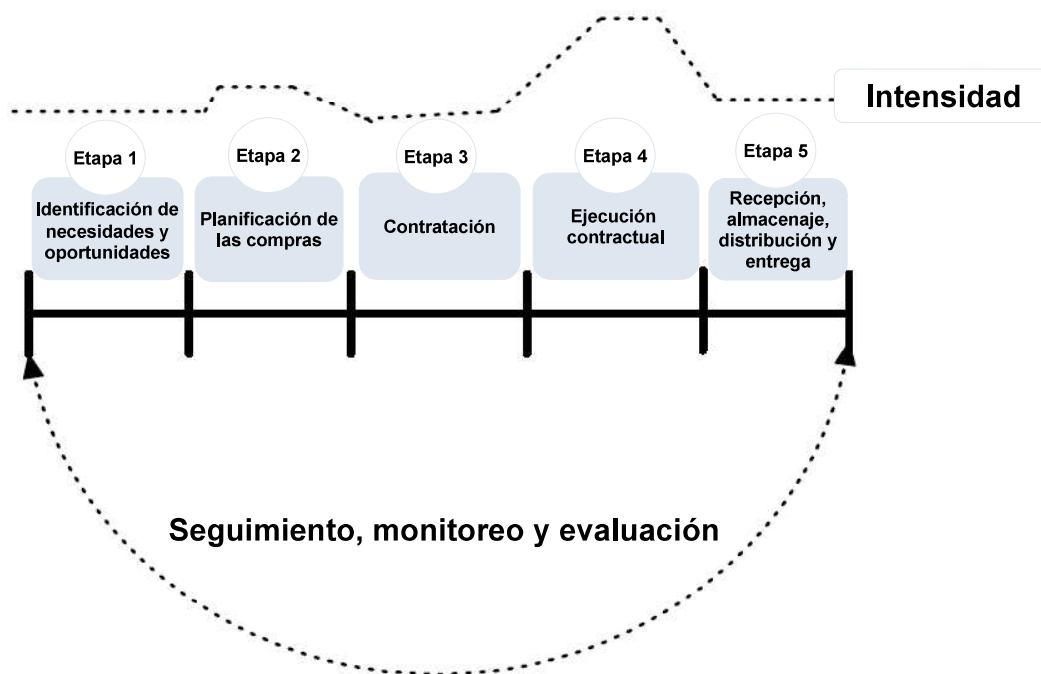 Intensidad
Etapa 1
Identificación de
necesidades y
oportunidades
Etapa 2
Planificación de
las compras
Etapa 3
Contratación
Etapa 4
Ejecución
contractual
Etapa 5
Recepción,
almacenaje,
distribución y
entrega
Seguimiento, monitoreo y evaluación